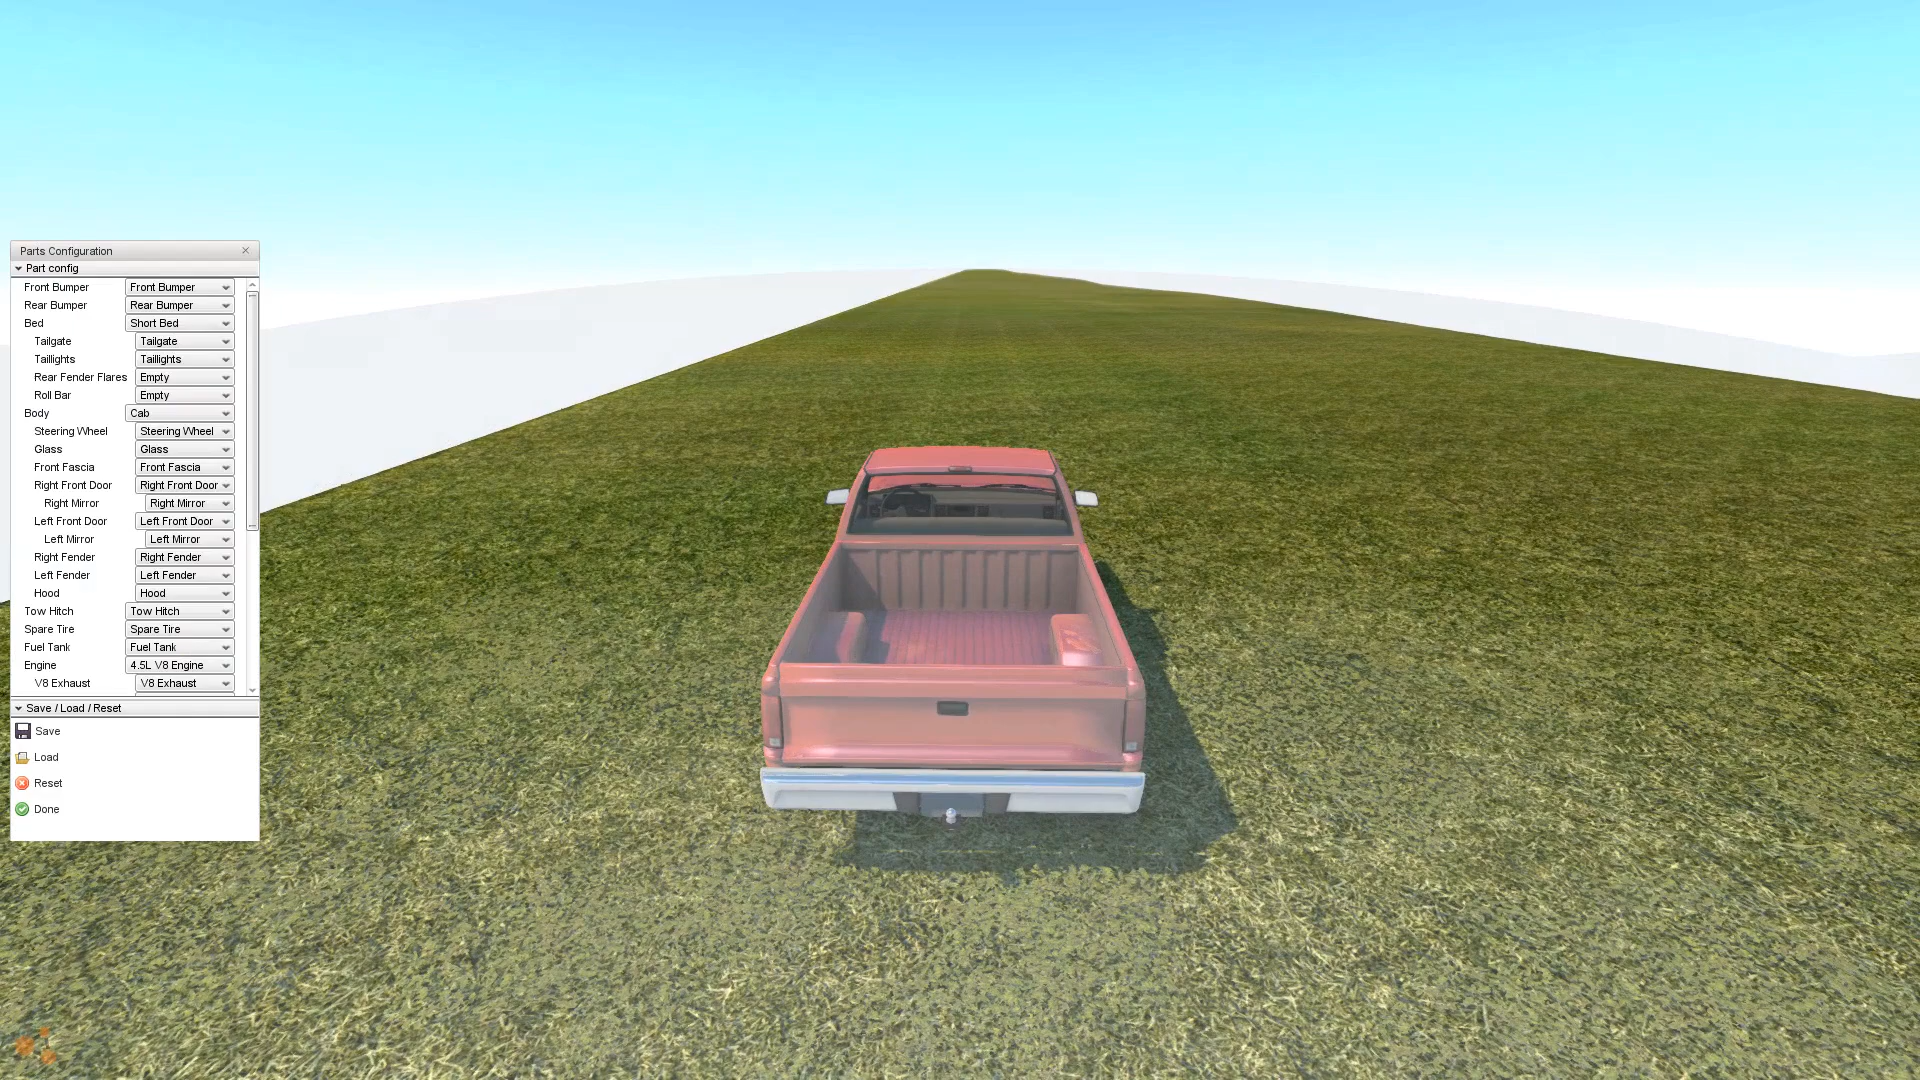 Parts Configuration
Part config
Front Bumper Front Bumper
Rear Bumper Rear Bumper
Bed Short Bed
Tailgate Tailgate
Taillights Taillights
Rear Fender Flares Empty
Roll Bar Empty
Body Cab
Steering Wheel Steering Wheel
Glass Glass
Front Fascia Front Fascia
Right Front Door Right Front Door
Right Mirror Right Mirror
Left Front Door Left Front Door
Left Mirror Left Mirror
Right Fender Right Fender
Left Fender Left Fender
Hood Hood
Tow Hitch Tow Hitch
Spare Tire Spare Tire
Fuel Tank Fuel Tank
Engine 4.5L V8 Engine
V8 Exhaust V8 Exhaust
Save / Load / Reset
Save
Load
Reset
Done